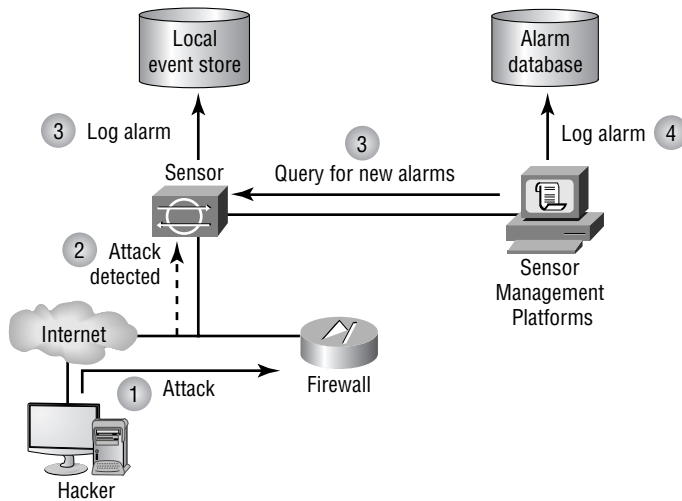 Local
event store
Alarm
database
3 Log alarm
3
Log alarm 4
Sensor
Query for new alarms
2 Attack
detected
Sensor
Management
Platforms
Internet
1 Attack
Firewall
Hacker